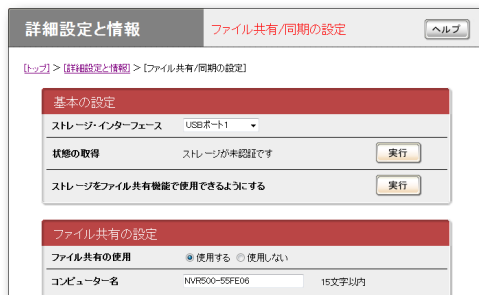 詳細設定と情報 ファイル共有/同期の設定 ヘルプ
[トップ] > [詳細設定と情報] > [ファイル共有/同期の設定]
基本の設定
ストレージ・インターフェース USBポート1
状態の取得 ストレージが未認証です 実行
ストレージをファイル共有機能で使用できるようにする 実行
ファイル共有の設定
ファイル共有の使用 使用する 使用しない
コンピューター名 NVR500-55FE06 15文字以内